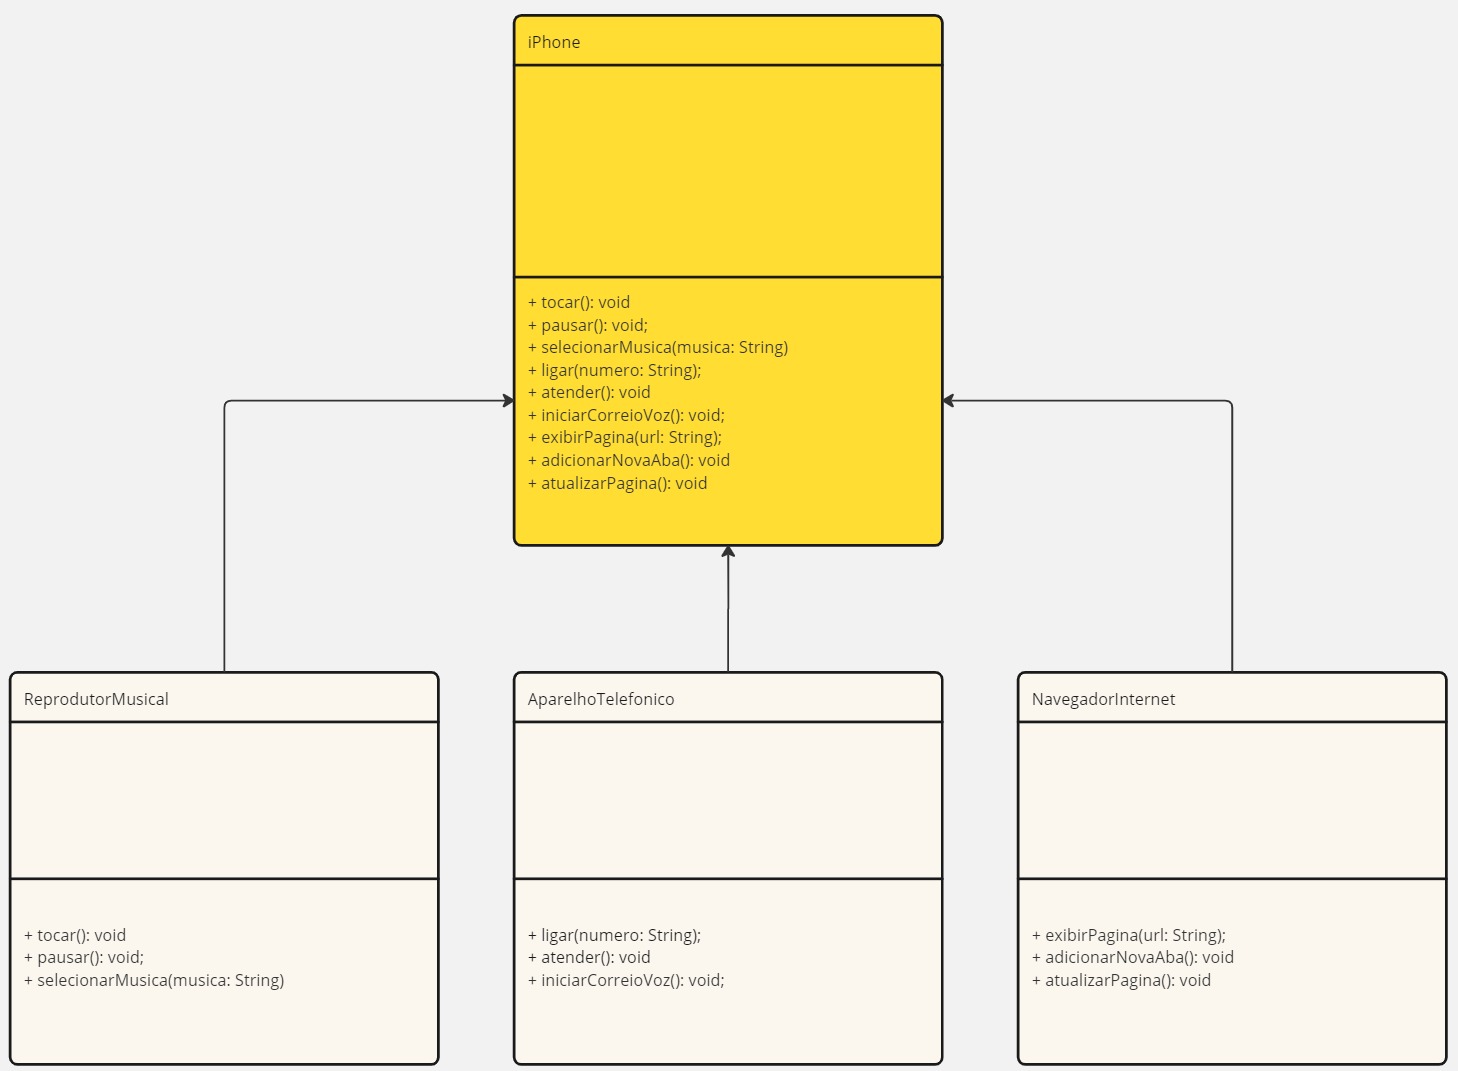 iPhone
+ tocar(): void
+ pausar(): void;
+ selecionarMusica(musica: String)
+ ligar(numero: String);
+ atender(): void
+ iniciarCorreioVoz(): void;
+ exibirPagina(url: String);
+ adicionarNovaAba(): void
+ atualizarPagina(): void
ReprodutorMusical
+ tocar(): void
+ pausar(): void;
+ selecionarMusica(musica: String)
AparelhoTelefonico
+ ligar(numero: String);
+ atender(): void
+ iniciarCorreioVoz(): void;
NavegadorInternet
+ exibirPagina(url: String);
+ adicionarNovaAba(): void
+ atualizarPagina(): void